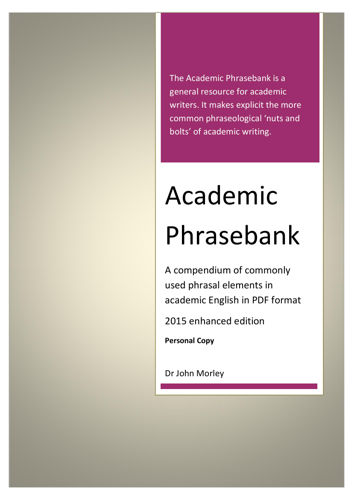 The Academic Phrasebank is a
general resource for academic
writers. It makes explicit the more
common phraseological ‘nuts and
bolts’ of academic writing.
Academic
Phrasebank
A compendium of commonly
used phrasal elements in
academic English in PDF format
2015 enhanced edition
Personal Copy
Dr John Morley